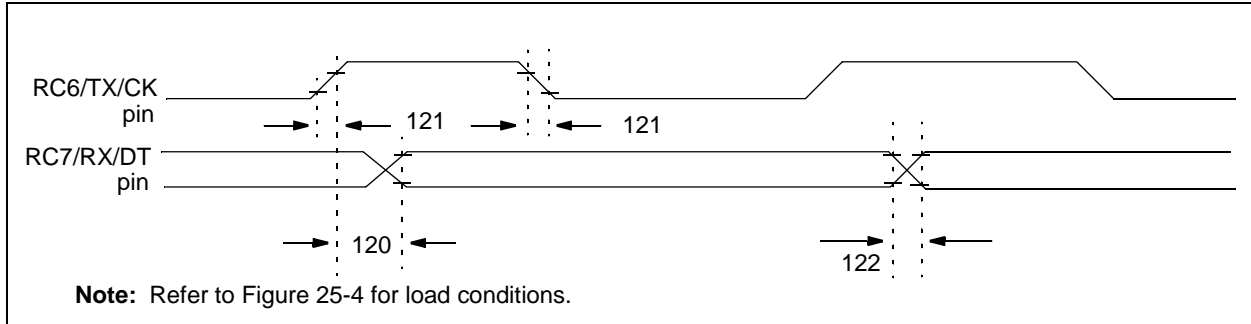 RC6/TX/CK
pin
121
121
RC7/RX/DT
pin
120
122
Note: Refer to Figure 25-4 for load conditions.